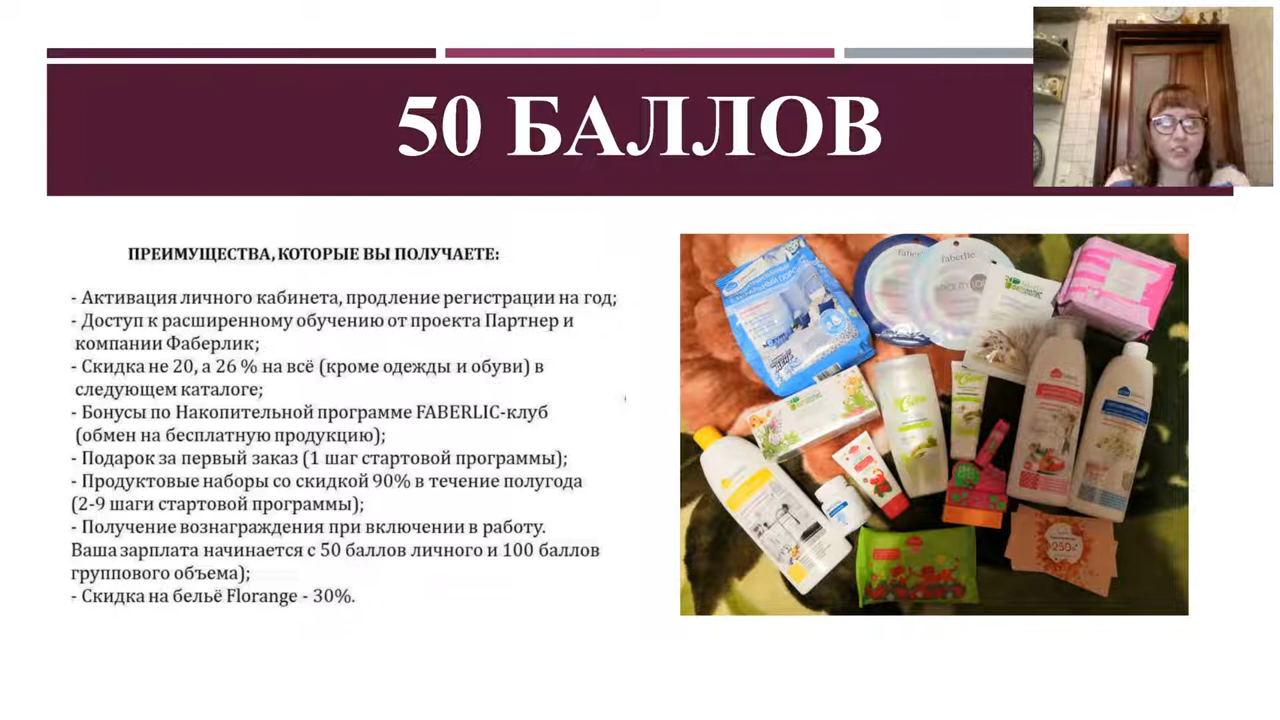 50 БАЛЛОВ
ПРЕИМУЩЕСТВА, КОТОРЫЕ ВЫ ПОЛУЧАЕТЕ:
- Активация личного кабинета, продление регистрации на год;
- Доступ к расширенному обучению от проекта Партнер и
компании Фаберлик;
- Скидка не 20, а 26 % на всё (кроме одежды и обуви) в
следующем каталоге;
- Бонусы по Накопительной программе FABERLIC-клуб
(обмен на бесплатную продукцию);
- Подарок за первый заказ (1 шаг стартовой программы);
- Продуктовые наборы со скидкой 90% в течение полугода
(2-9 шаги стартовой программы);
- Получение вознаграждения при включении в работу.
Ваша зарплата начинается с 50 баллов личного и 100 баллов
группового объема);
- Скидка на бельё Florange - 30%.
faberlic
250